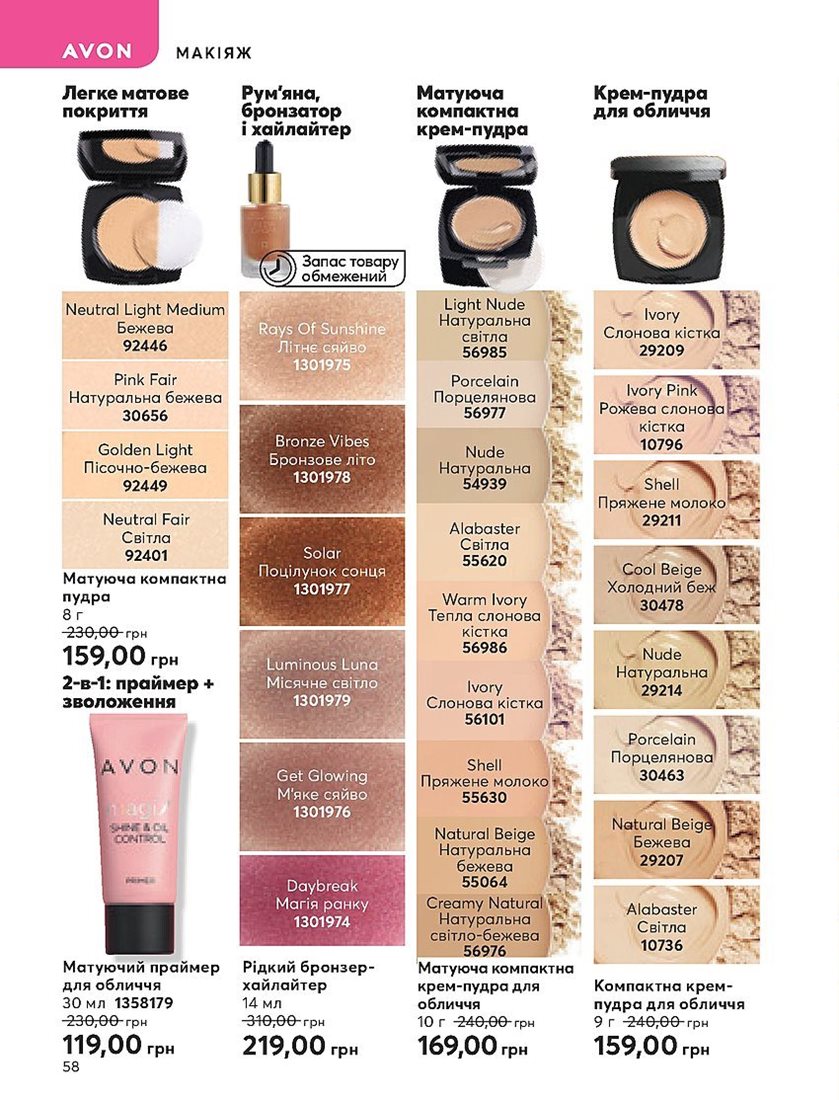 AVON
МАКІЯЖ
Легке матове
покриття
Neutral Light Medium
Бежева
92446
Pink Fair
Натуральна бежева
30656
Golden Light
Пісочно-бежева
92449
Neutral Fair
Світла
92401
Матуюча компактна
пудра
8 г
230,00 грн
159,00 грн
2-в-1: праймер +
зволоження
AVON
magix
SHINE & OIL
CONTROL
PRIMER
Матуючий праймер
для обличчя
30 мл 1358179
230,00 грн
119,00 грн
58
Рум'яна,
бронзатор
і хайлайтер
Запас товару
обмежений
Rays Of Sunshine
Літнє сяйво
1301975
Bronze Vibes
Бронзове літо
1301978
Solar
Поцілунок сонця
1301977
Luminous Luna
Місячне світло
1301979
Get Glowing
М'яке сяйво
1301976
Daybreak
Магія ранку
1301974
Рідкий бронзер-
хайлайтер
14 мл
310,00 грн
219,00 грн
Матуюча
компактна
крем-пудра
Light Nude
Натуральна
світла
56985
Porcelain
Порцелянова
56977
Nude
Натуральна
54939
Alabaster
Світла
55620
Warm Ivory
Тепла слонова
кістка
56986
Ivory
Слонова кістка
56101
Shell
Пряжене молоко
55630
Natural Beige
Натуральна
бежева
55064
Creamy Natural
Натуральна
світло-бежева
56976
Матуюча компактна
крем-пудра для
обличчя
10 г 240,00 грн
169,00 грн
Крем-пудра
для обличчя
Ivory
Слонова кістка
29209
Ivory Pink
Рожева слонова
кістка
10796
Shell
Пряжене молоко
29211
Cool Beige
Холодний беж
30478
Nude
Натуральна
29214
Porcelain
Порцелянова
30463
Natural Beige
Бежева
29207
Alabaster
Світла
10736
Компактна крем-
пудра для обличчя
9 г 240,00 грн
159,00 грн